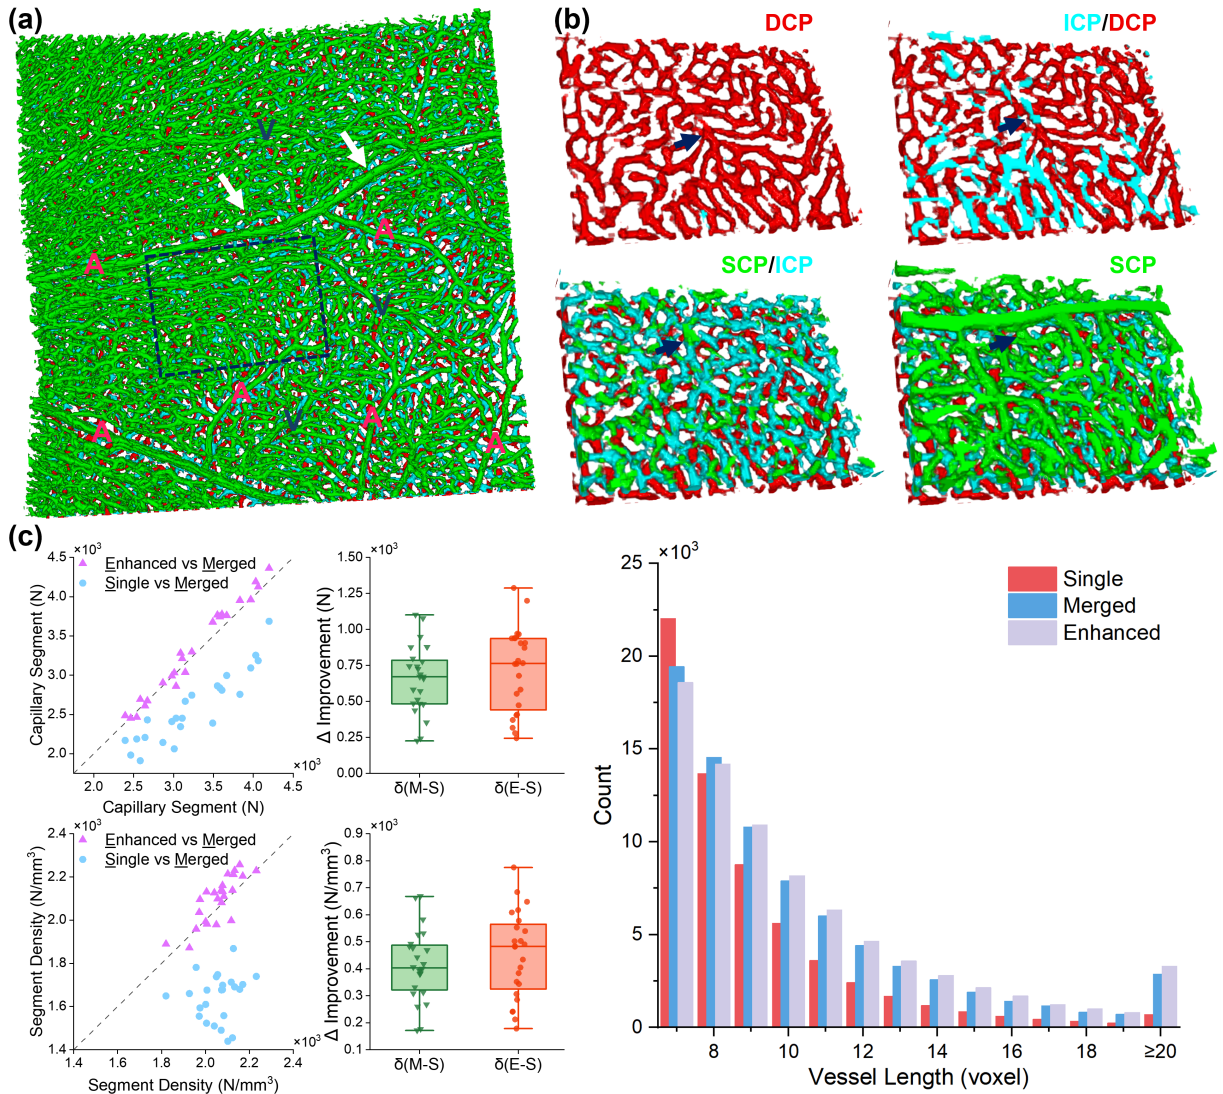 (a)
V
A
A
V
A
V
A
A
A
(b)
DCP
ICP/DCP
SCP/ICP
SCP
(c)
×10³
4.5
4.0
3.5
3.0
2.5
2.0
Capillary Segment (N)
Enhanced vs Merged
Single vs Merged
2.0 2.5 3.0 3.5 4.0 4.5
×10³
Capillary Segment (N)
×10³
1.50
1.25
1.00
0.75
0.50
0.25
0.00
Δ Improvement (N)
δ(M-S) δ(E-S)
×10³
2.4
2.2
2.0
1.8
1.6
1.4
Segment Density (N/mm³)
Enhanced vs Merged
Single vs Merged
1.4 1.6 1.8 2.0 2.2 2.4
×10³
Segment Density (N/mm³)
×10³
0.9
0.8
0.7
0.6
0.5
0.4
0.3
0.2
0.1
Δ Improvement (N/mm³)
δ(M-S) δ(E-S)
×10³
25
20
15
10
5
0
Count
Single
Merged
Enhanced
8 10 12 14 16 18 ≥20
Vessel Length (voxel)